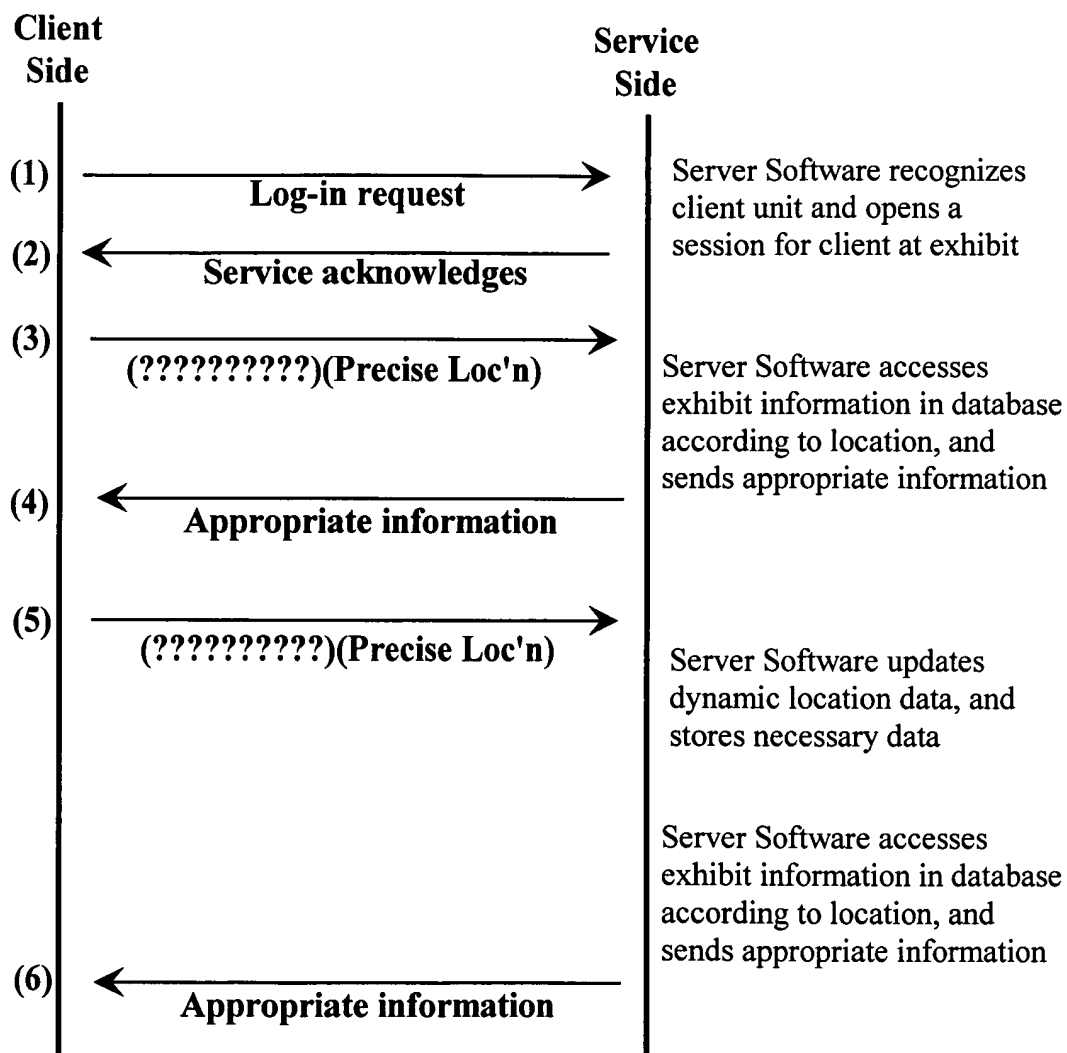 Client
Side
Service
Side
(1)
Log-in request
Server Software recognizes
client unit and opens a
session for client at exhibit
(2)
Service acknowledges
(3)
(??????????)(Precise Loc'n)
Server Software accesses
exhibit information in database
according to location, and
sends appropriate information
(4)
Appropriate information
(5)
(??????????)(Precise Loc'n)
Server Software updates
dynamic location data, and
stores necessary data
Server Software accesses
exhibit information in database
according to location, and
sends appropriate information
(6)
Appropriate information